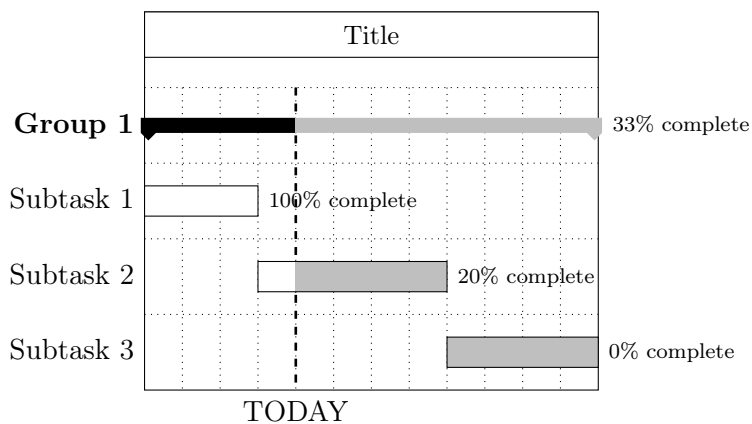 Title
Group 1
33% complete
Subtask 1
100% complete
Subtask 2
20% complete
Subtask 3
0% complete
TODAY